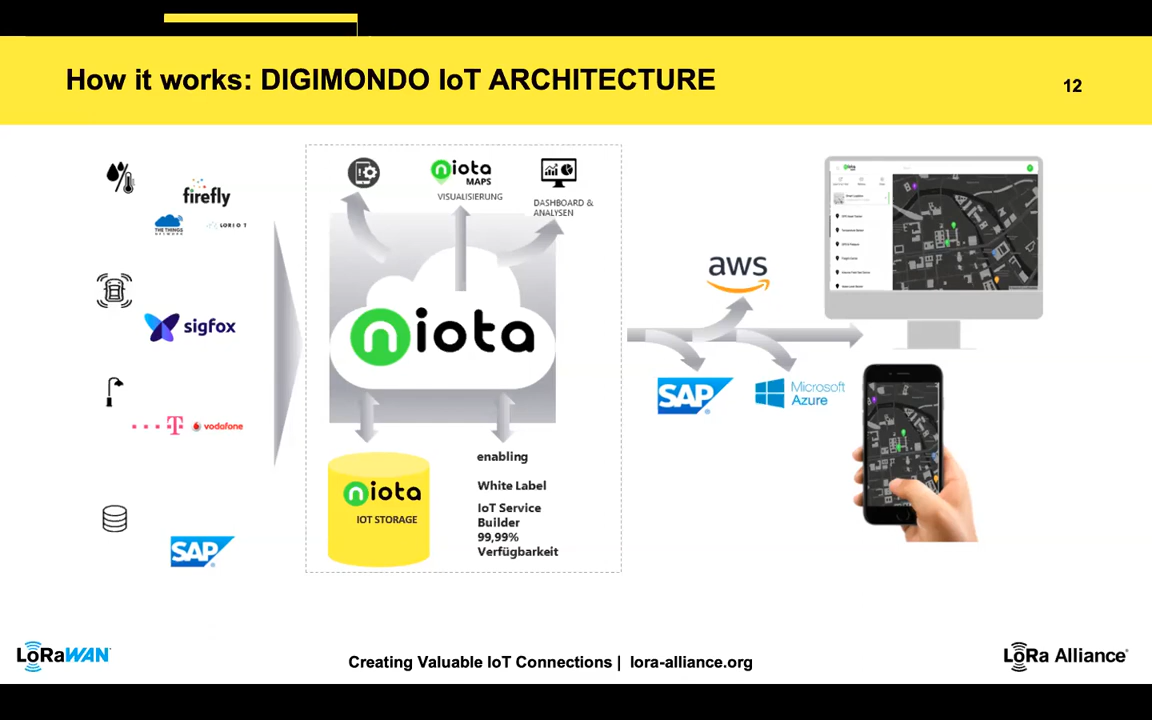 How it works: DIGIMONDO IoT ARCHITECTURE
12
firefly
THE THINGS
NETWORK
LORIOT
sigfox
T
vodafone
SAP
niota
MAPS
VISUALISIERUNG
DASHBOARD &
ANALYSEN
niota
niota
IOT STORAGE
enabling
White Label
IoT Service
Builder
99,99%
Verfügbarkeit
aws
SAP
Microsoft
Azure
niota
LoRaWAN
Creating Valuable IoT Connections | lora-alliance.org
LoRa Alliance